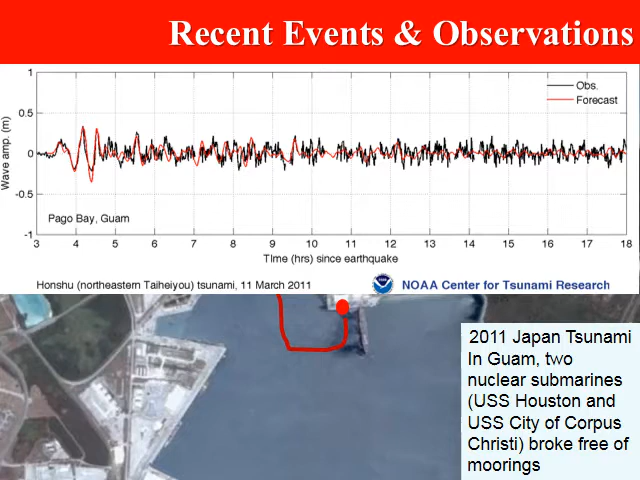 Recent Events & Observations
1
0.5
0
-0.5
-1
Wave amp. (m)
Obs.
Forecast
Pago Bay, Guam
3 4 5 6 7 8 9 10 11 12 13 14 15 16 17 18
Time (hrs) since earthquake
Honshu (northeastern Taiheiyou) tsunami, 11 March 2011
NOAA Center for Tsunami Research
2011 Japan Tsunami
In Guam, two
nuclear submarines
(USS Houston and
USS City of Corpus
Christi) broke free of
moorings